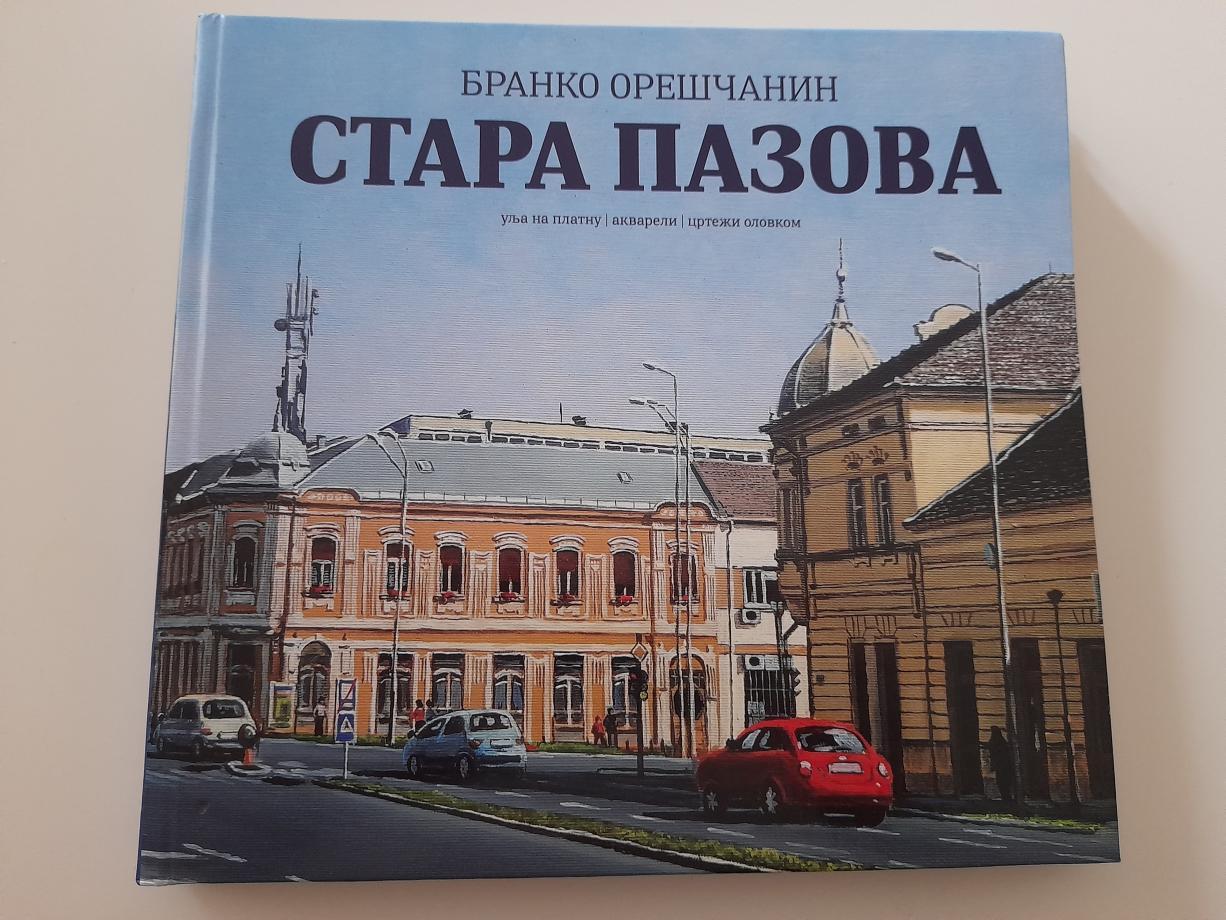 БРАНКО ОРЕШЧАНИН
СТАРА ПАЗОВА
уља на платну | акварели | цртежи оловком